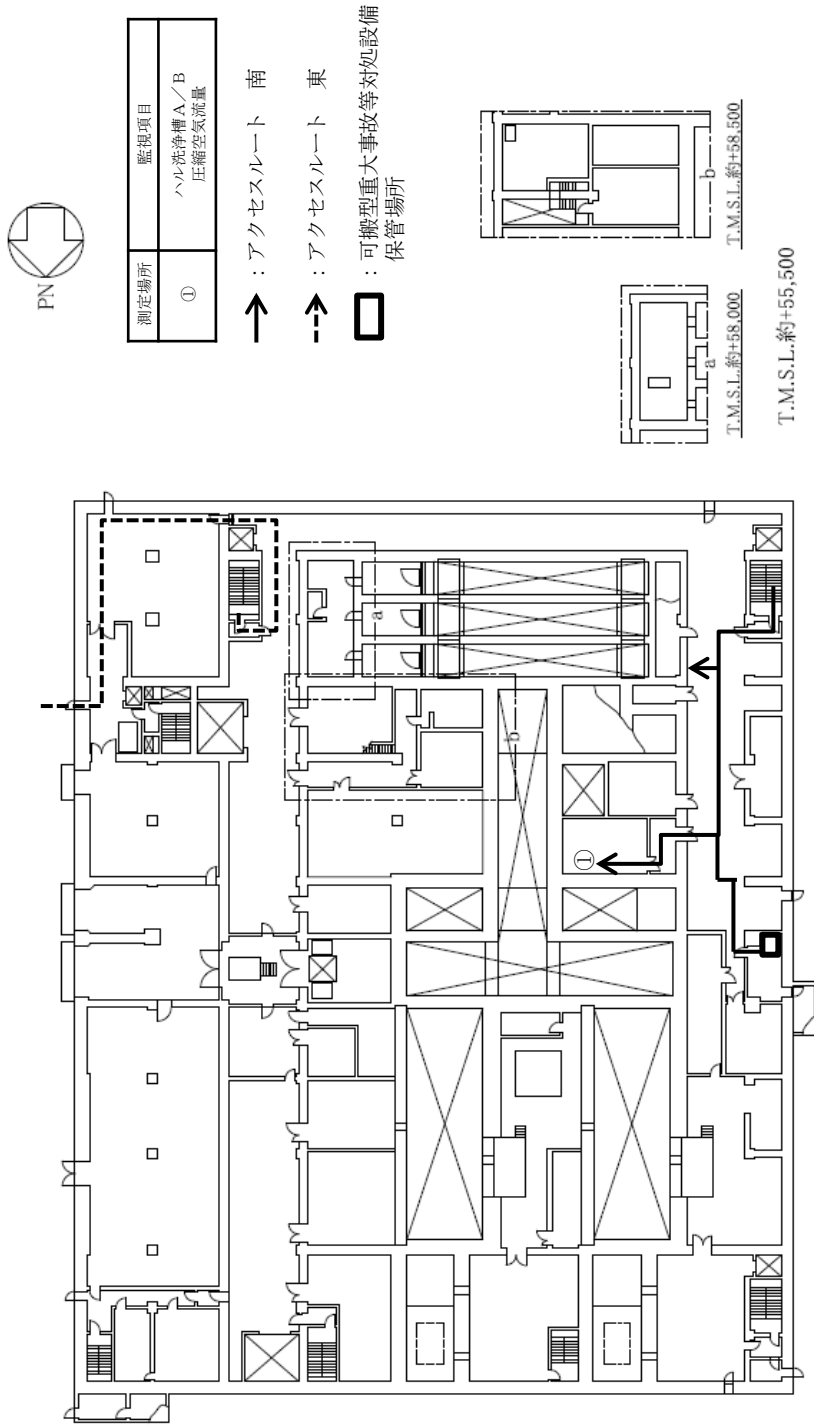 PN
測定場所
監視項目
①
ハル洗浄槽A/B
圧縮空気流量
:アクセスルート 南
:アクセスルート 東
:可搬型重大事故等対処設備
保管場所
a
b
①
a
T.M.S.L.約+58,000
b
T.M.S.L.約+58,500
T.M.S.L.約+55,500